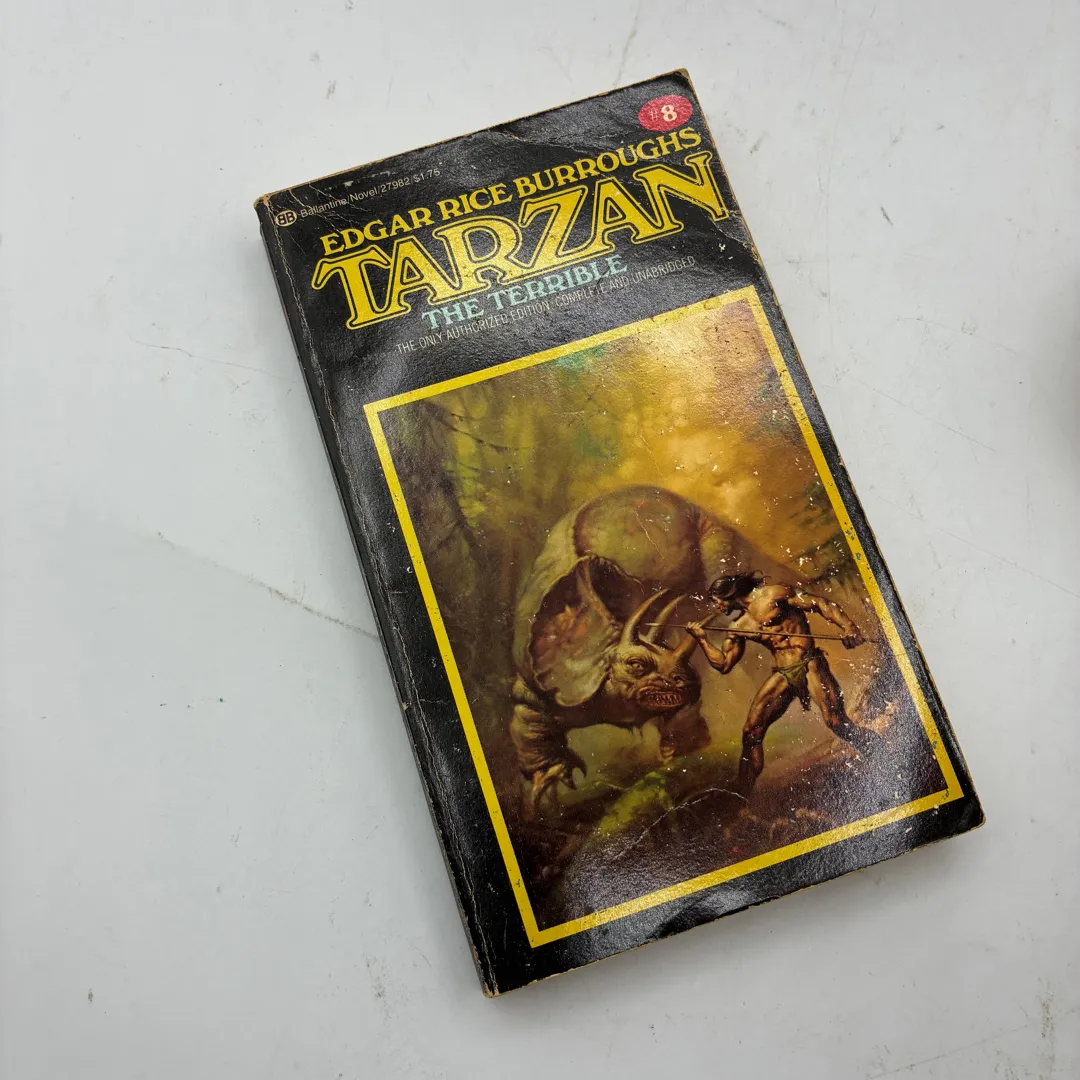 #8
BB Ballantine/Novel/27982/$1.75
EDGAR RICE BURROUGHS
TARZAN
THE TERRIBLE
THE ONLY AUTHORIZED EDITION, COMPLETE AND UNABRIDGED